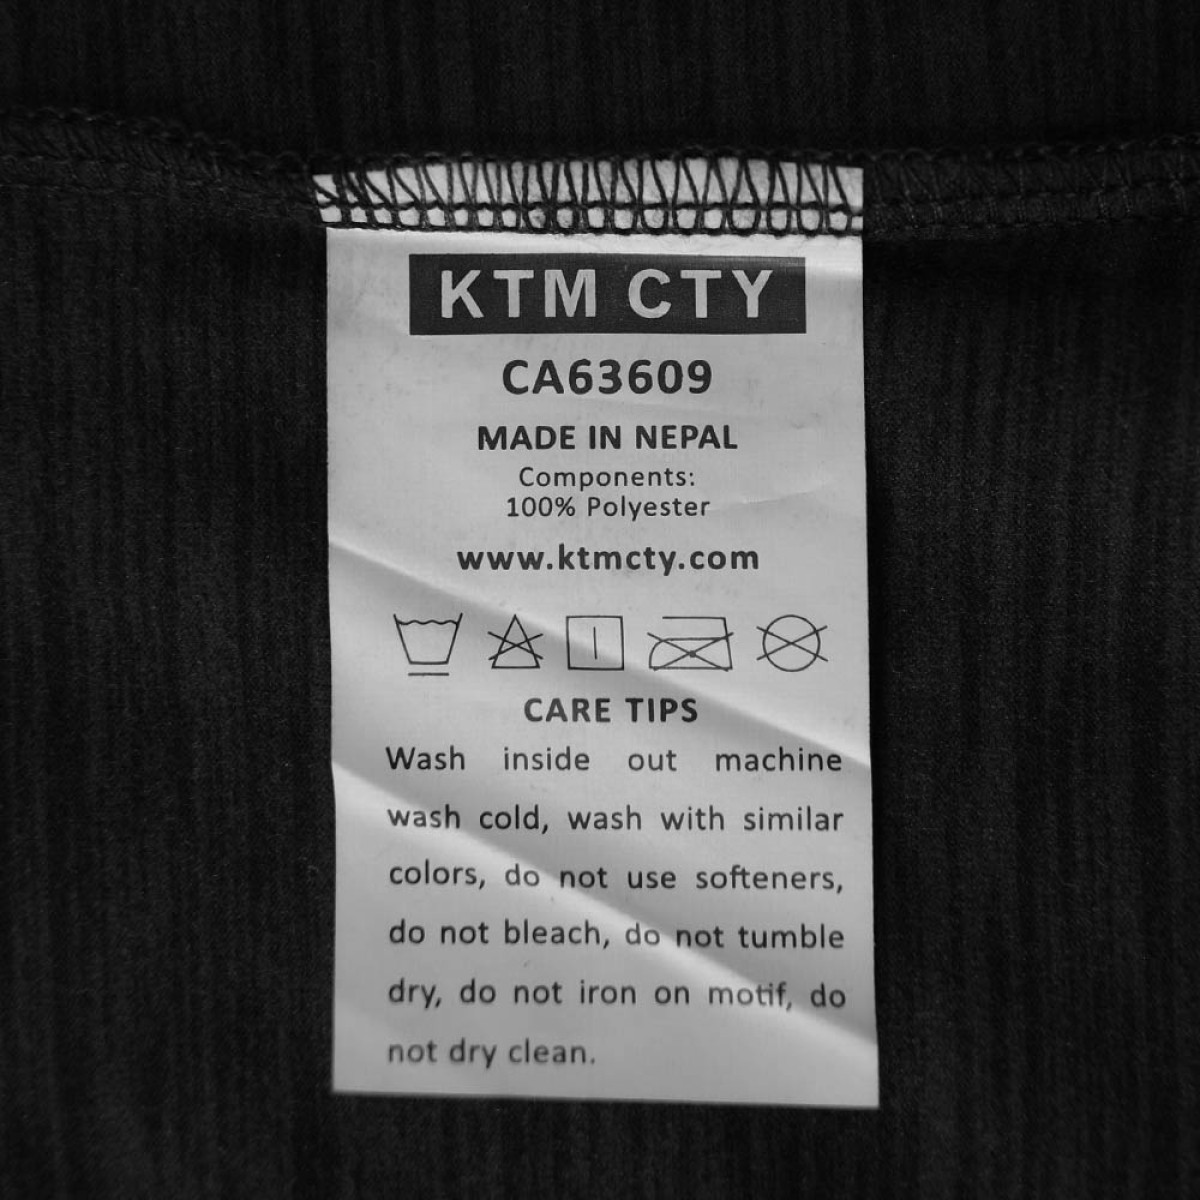 KTM CTY
CA63609
MADE IN NEPAL
Components:
100% Polyester
www.ktmcty.com
CARE TIPS
Wash inside out machine
wash cold, wash with similar
colors, do not use softeners,
do not bleach, do not tumble
dry, do not iron on motif, do
not dry clean.